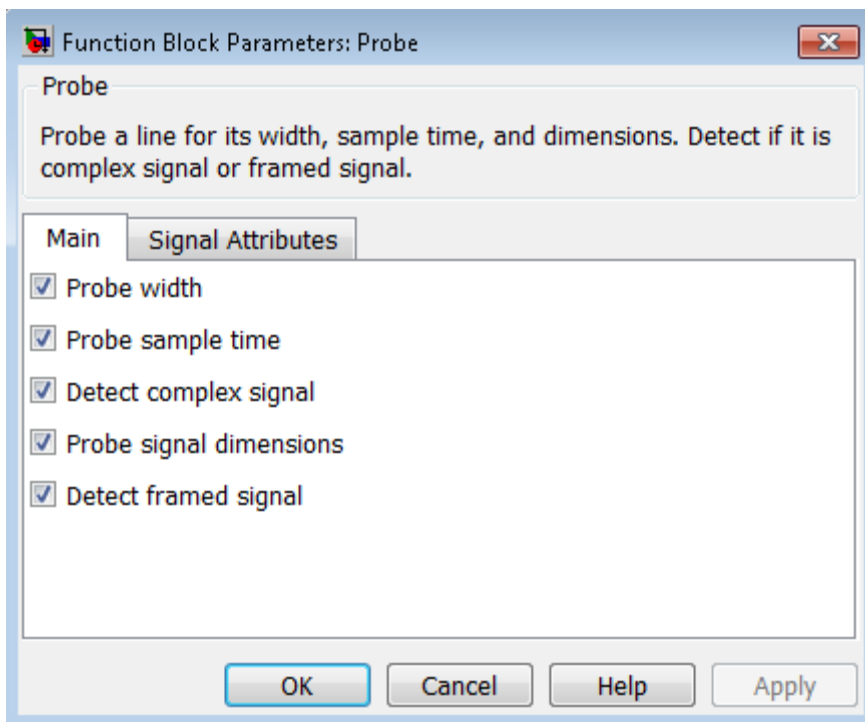 Function Block Parameters: Probe
Probe
Probe a line for its width, sample time, and dimensions. Detect if it is
complex signal or framed signal.
Main Signal Attributes
Probe width
Probe sample time
Detect complex signal
Probe signal dimensions
Detect framed signal
OK Cancel Help Apply